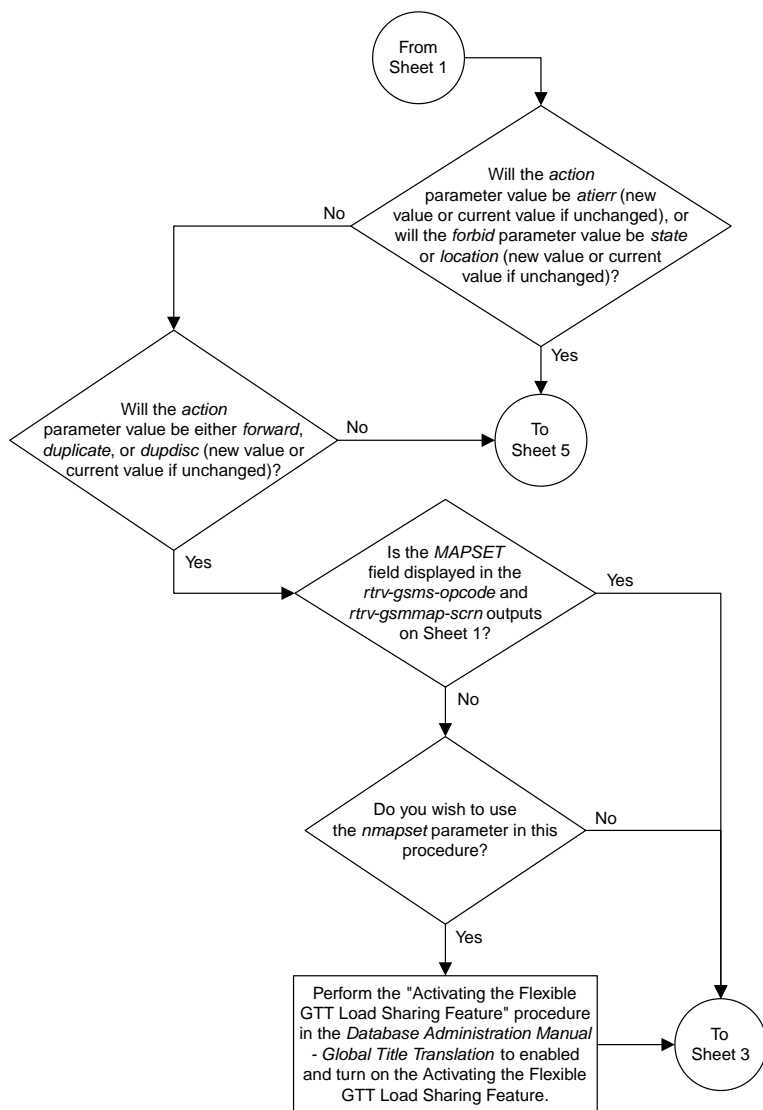 From
Sheet 1
Will the action
parameter value be atierr (new
value or current value if unchanged), or
will the forbid parameter value be state
or location (new value or current
value if unchanged)?
No
Yes
Will the action
parameter value be either forward,
duplicate, or dupdisc (new value or
current value if unchanged)?
No
To
Sheet 5
Yes
Is the MAPSET
field displayed in the
rtrv-gsms-opcode and
rtrv-gsmmap-scrn outputs
on Sheet 1?
Yes
No
Do you wish to use
the nmapset parameter in this
procedure?
No
Yes
Perform the "Activating the Flexible
GTT Load Sharing Feature" procedure
in the Database Administration Manual
- Global Title Translation to enabled
and turn on the Activating the Flexible
GTT Load Sharing Feature.
To
Sheet 3